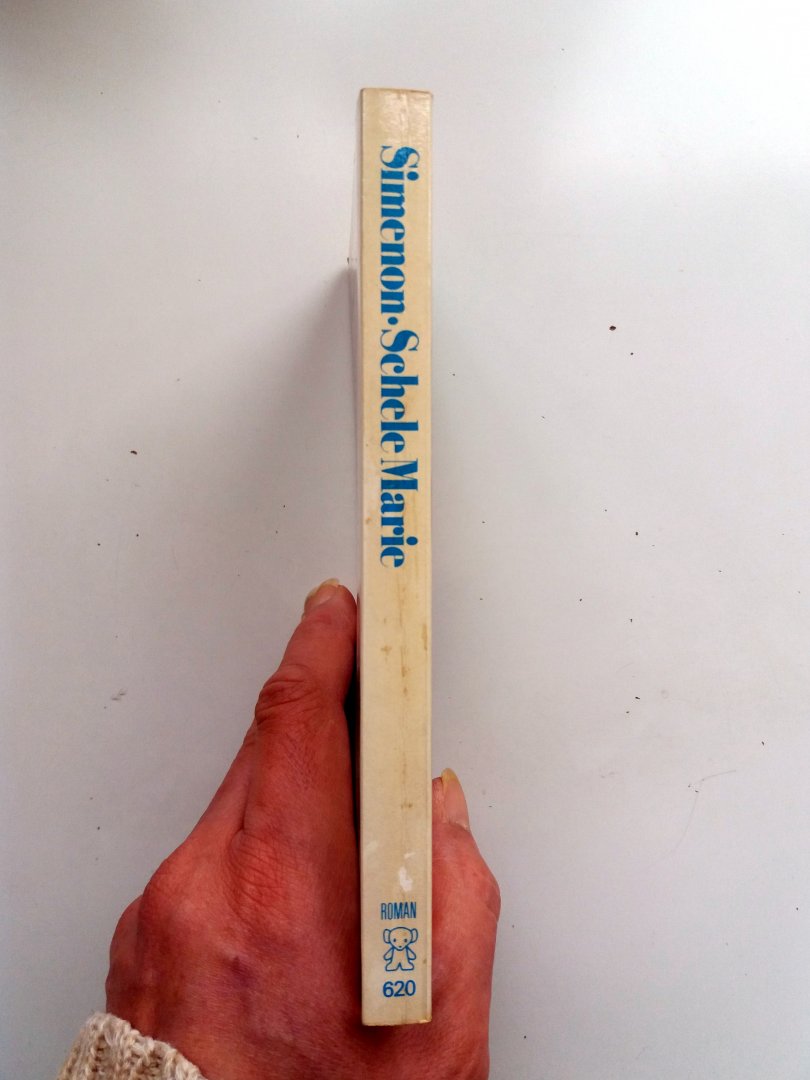 Simenon · Schele Marie
ROMAN
620